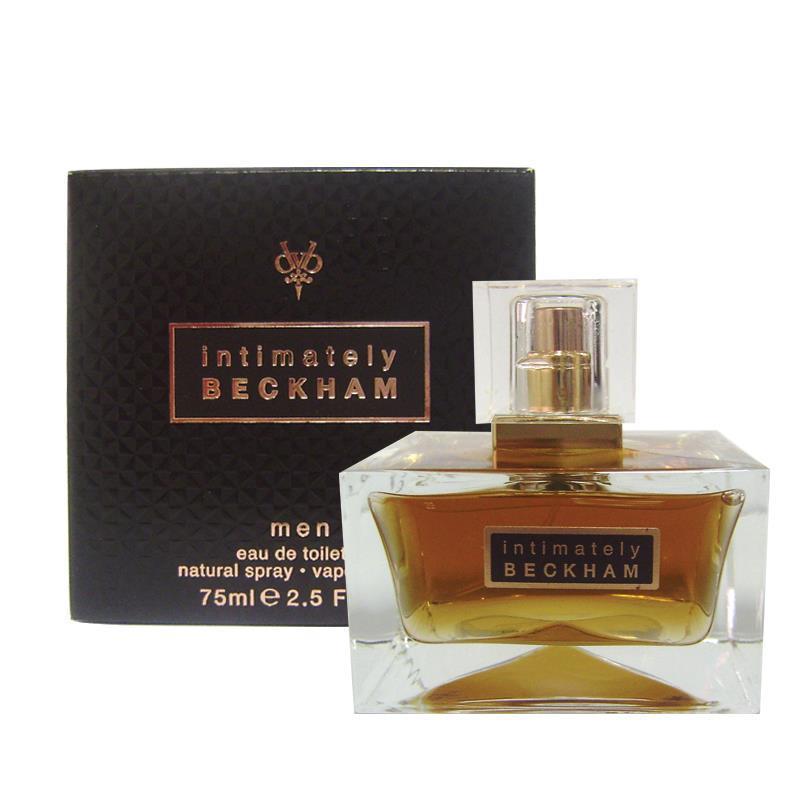 intimately
BECKHAM
men
eau de toilet
natural spray • vap
75ml e 2.5 F
intimately
BECKHAM